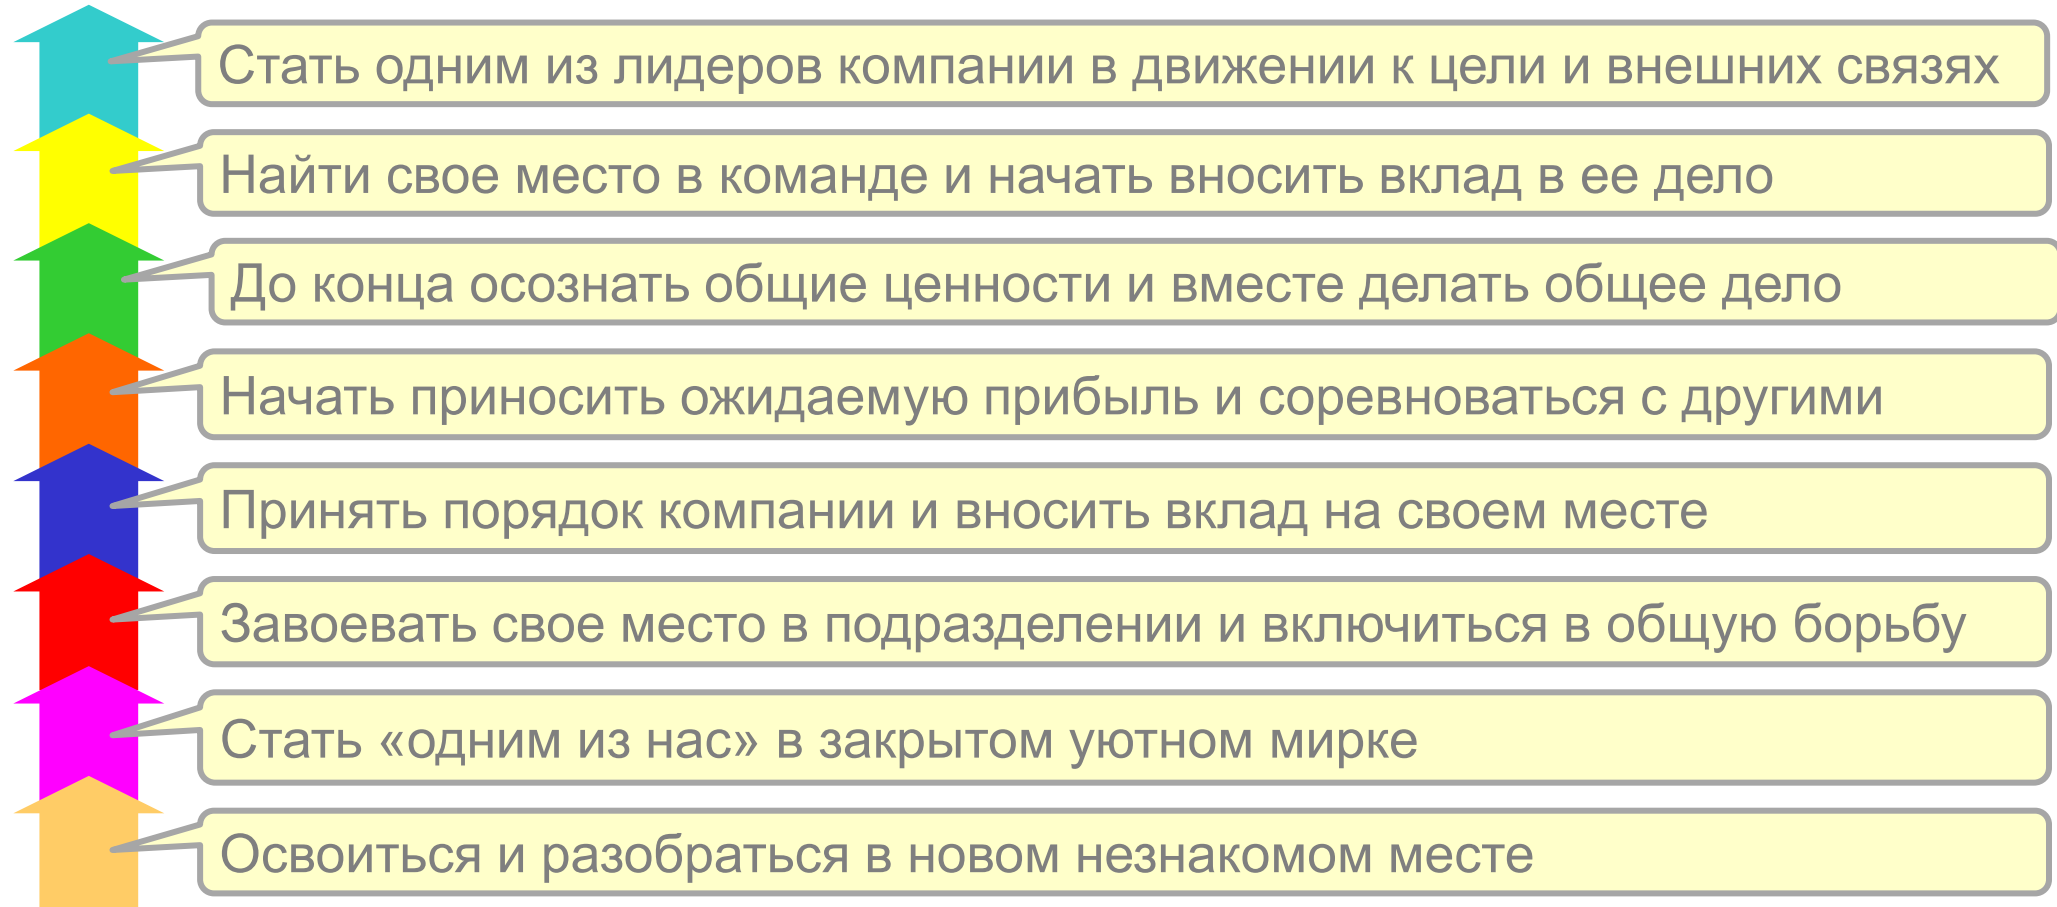 Стать одним из лидеров компании в движении к цели и внешних связях
Найти свое место в команде и начать вносить вклад в ее дело
До конца осознать общие ценности и вместе делать общее дело
Начать приносить ожидаемую прибыль и соревноваться с другими
Принять порядок компании и вносить вклад на своем месте
Завоевать свое место в подразделении и включиться в общую борьбу
Стать «одним из нас» в закрытом уютном мирке
Освоиться и разобраться в новом незнакомом месте